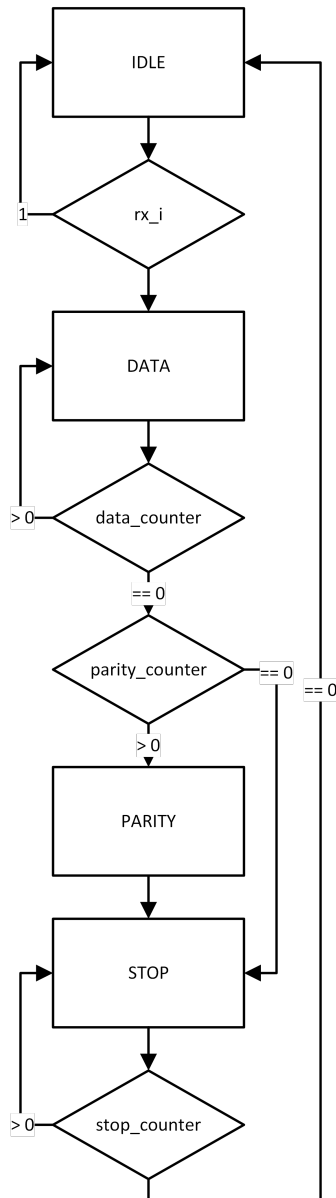 IDLE
rx_i
1
DATA
data_counter
> 0
== 0
parity_counter
== 0
== 0
> 0
PARITY
STOP
stop_counter
> 0